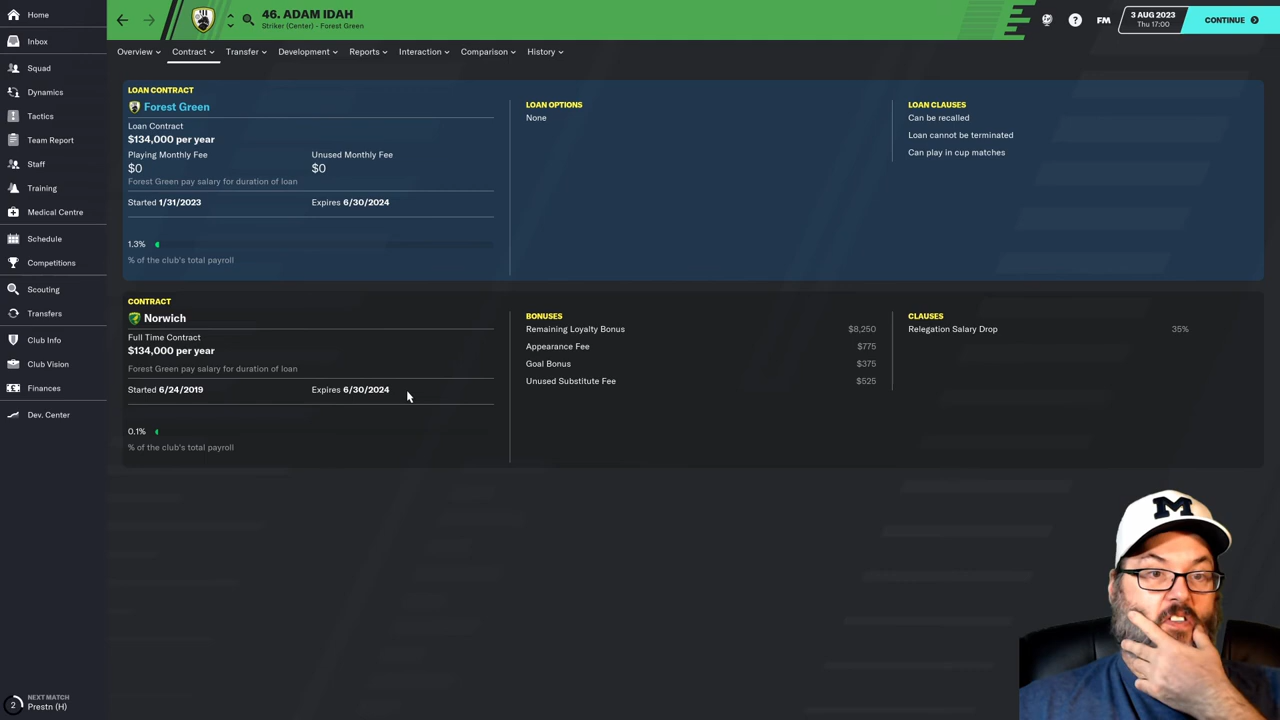 Home
Inbox
Squad
Dynamics
Tactics
Team Report
Staff
Training
Medical Centre
Schedule
Competitions
Scouting
Transfers
Club Info
Club Vision
Finances
Dev. Center
2
NEXT MATCH
Prestn (H)
46. ADAM IDAH
Striker (Center) - Forest Green
? FM
3 AUG 2023
Thu 17:00
CONTINUE
Overview Contract Transfer Development Reports Interaction Comparison History
LOAN CONTRACT
Forest Green
Loan Contract
$134,000 per year
Playing Monthly Fee Unused Monthly Fee
$0 $0
Forest Green pay salary for duration of loan
Started 1/31/2023 Expires 6/30/2024
1.3%
% of the club's total payroll
LOAN OPTIONS
None
LOAN CLAUSES
Can be recalled
Loan cannot be terminated
Can play in cup matches
CONTRACT
Norwich
Full Time Contract
$134,000 per year
Forest Green pay salary for duration of loan
Started 6/24/2019 Expires 6/30/2024
0.1%
% of the club's total payroll
BONUSES
Remaining Loyalty Bonus $8,250
Appearance Fee $775
Goal Bonus $375
Unused Substitute Fee $525
CLAUSES
Relegation Salary Drop 35%
M